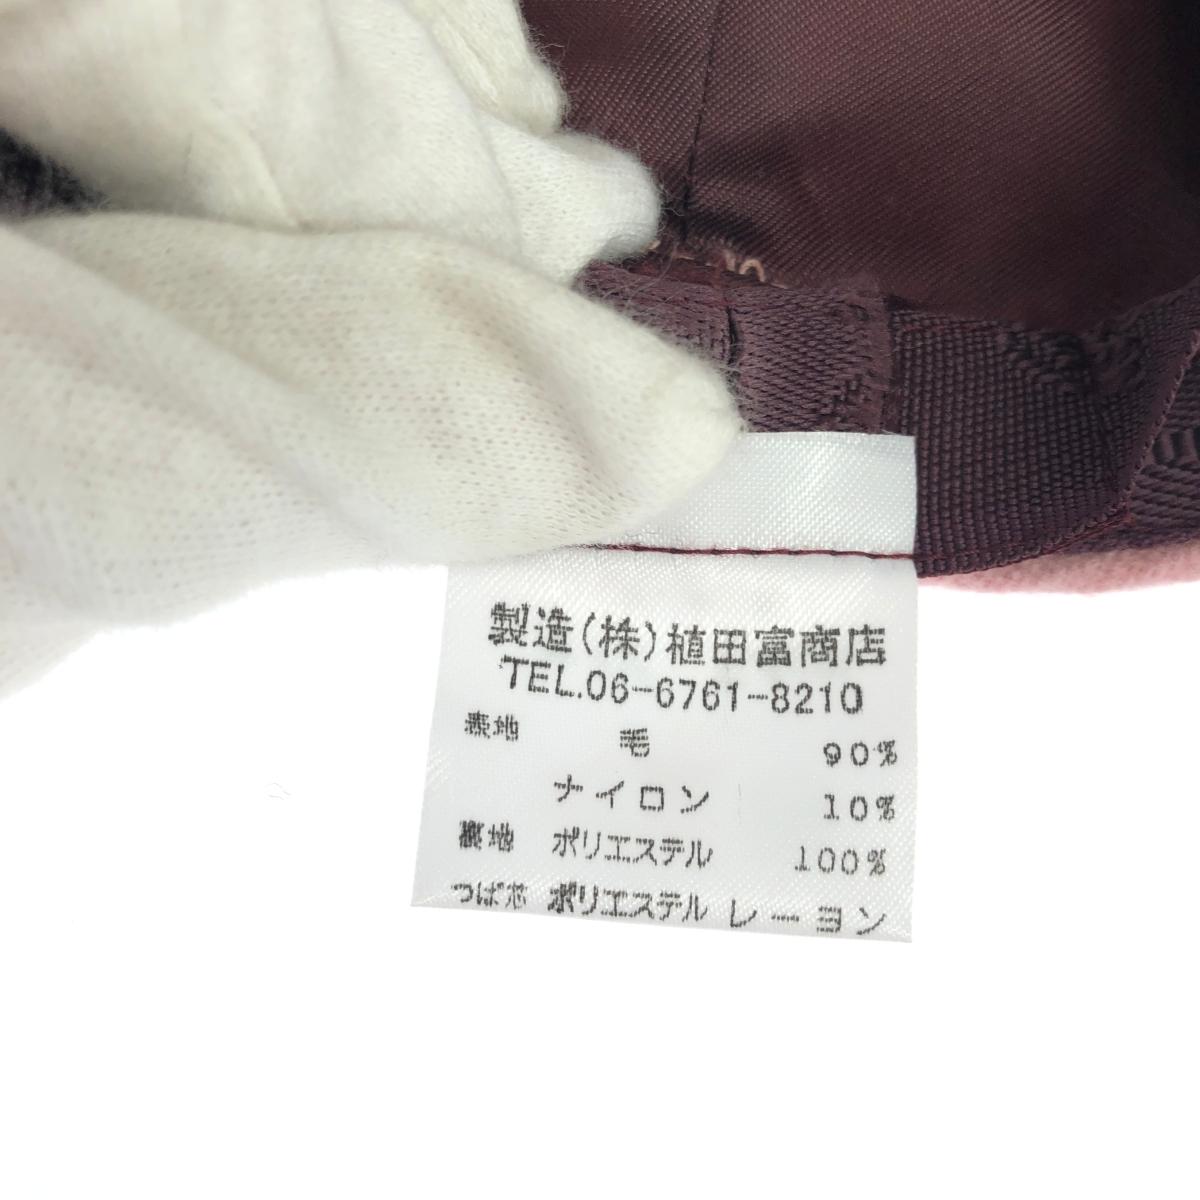 製造(株)植田富商店
TEL.06-6761-8210
表地 毛 90%
ナイロン 10%
裏地 ポリエステル 100%
つば芯 ポリエステル レーヨン